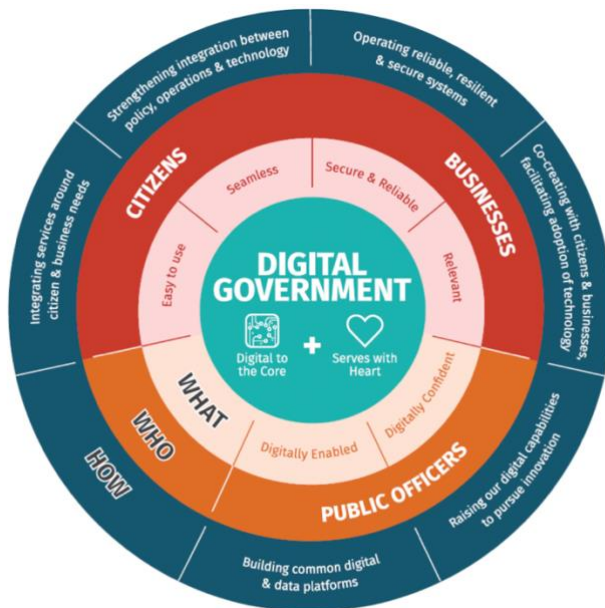 Strengthening integration between
policy, operations & technology
Operating reliable, resilient
& secure systems
Integrating services around
citizen & business needs
Co-creating with citizens & businesses,
facilitating adoption of technology
CITIZENS
BUSINESSES
Seamless
Secure & Reliable
Easy to use
Relevant
DIGITAL
GOVERNMENT
Digital to
the Core
+
Serves with
Heart
WHAT
WHO
HOW
Digitally Enabled
Digitally Confident
PUBLIC OFFICERS
Raising our digital capabilities
to pursue innovation
Building common digital
& data platforms